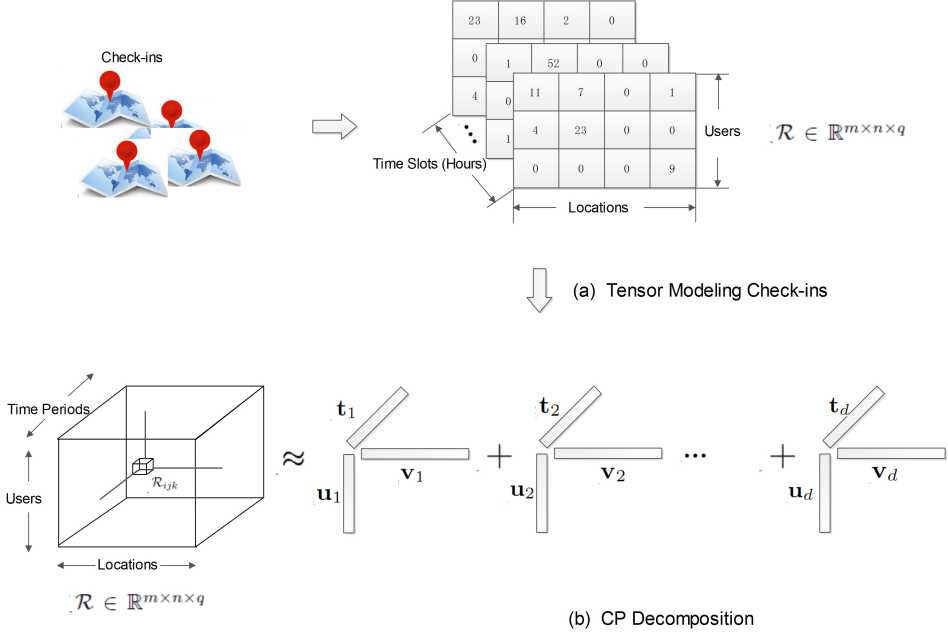 23 16 2 0
Check-ins
0 1 52 0 0
4 0 11 7 0 1
1 4 23 0 0
Users
ℛ ∈ ℝ^{m×n×q}
Time Slots (Hours)
0 0 0 9
Locations
(a) Tensor Modeling Check-ins
Time Periods
t₁ t₂ t_d
≈ + ... +
v₁ v₂ v_d
ℛ_{ijk}
Users
u₁ u₂ u_d
Locations
ℛ ∈ ℝ^{m×n×q}
(b) CP Decomposition